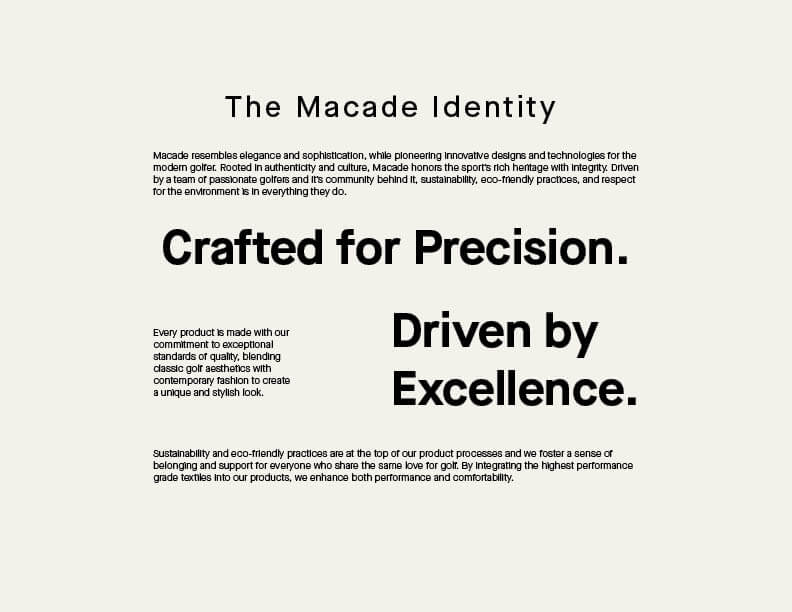 The Macade Identity
Macade resembles elegance and sophistication, while pioneering innovative designs and technologies for the
modern golfer. Rooted in authenticity and culture, Macade honors the sport's rich heritage with integrity. Driven
by a team of passionate golfers and it's community behind it, sustainability, eco-friendly practices, and respect
for the environment is in everything they do.
Crafted for Precision.
Every product is made with our
commitment to exceptional
standards of quality, blending
classic golf aesthetics with
contemporary fashion to create
a unique and stylish look.
Driven by
Excellence.
Sustainability and eco-friendly practices are at the top of our product processes and we foster a sense of
belonging and support for everyone who share the same love for golf. By integrating the highest performance
grade textiles into our products, we enhance both performance and comfortability.